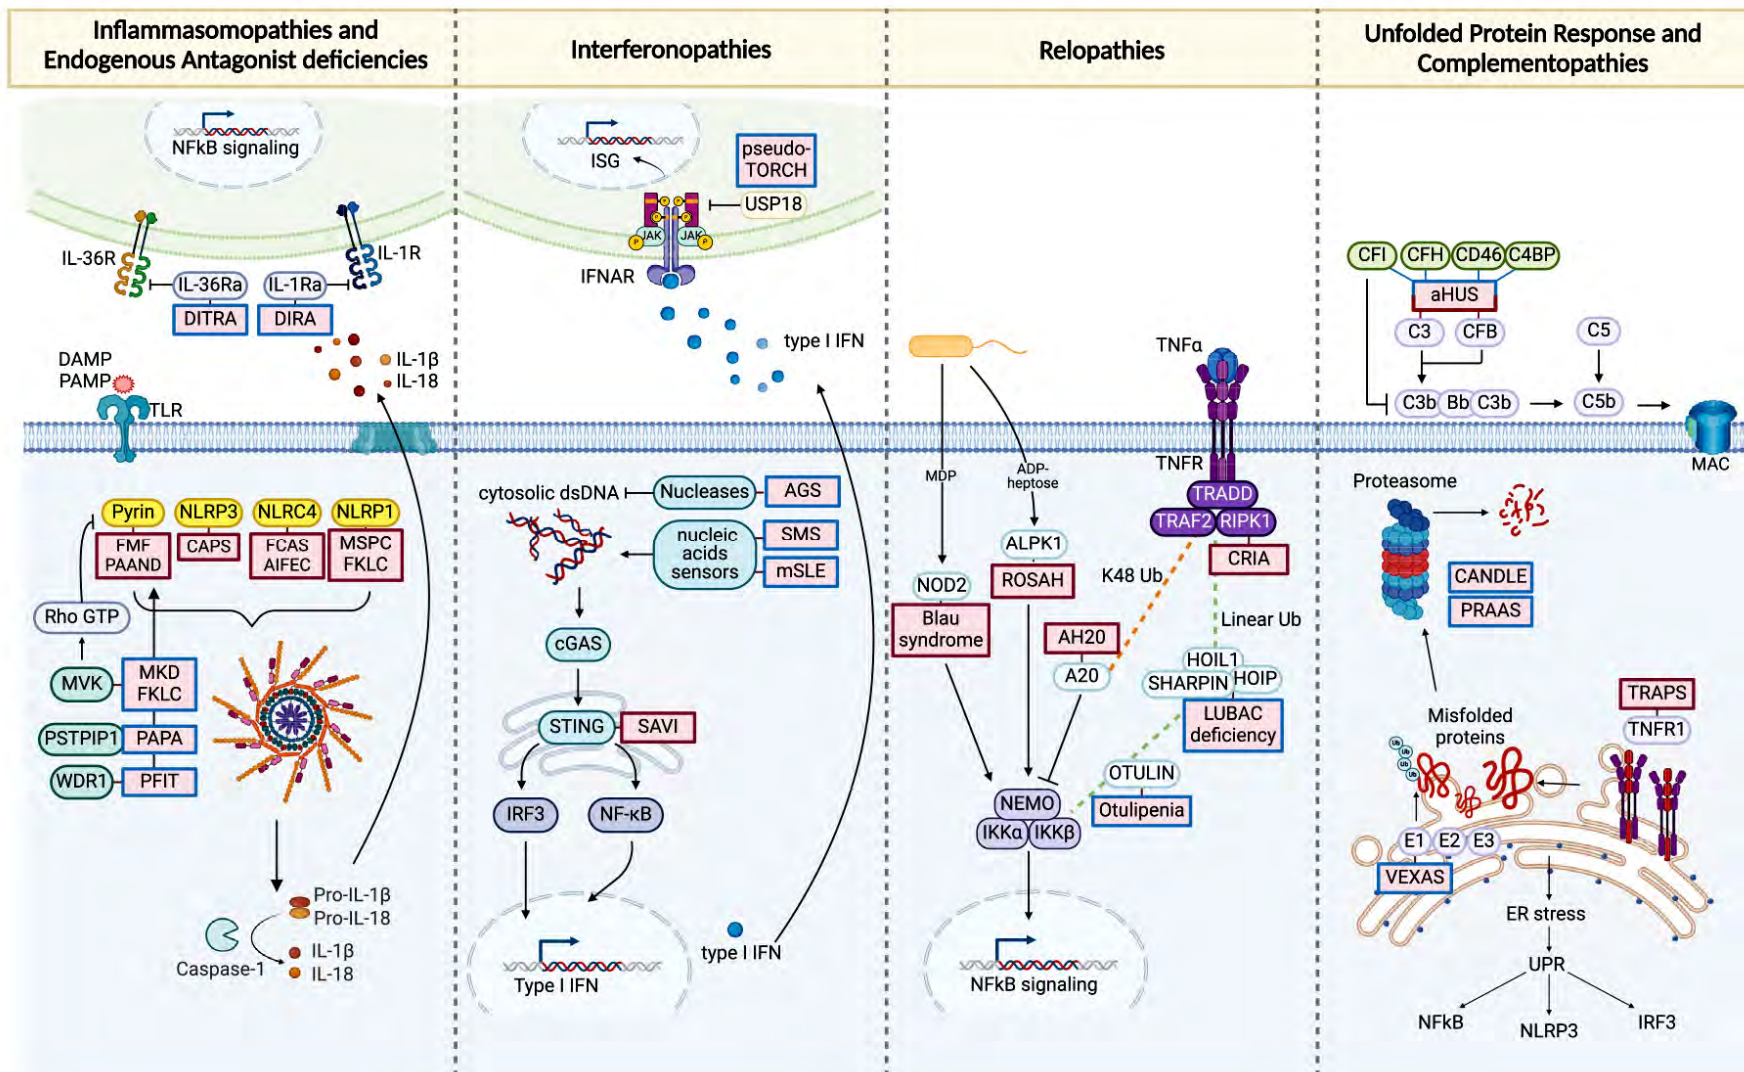 Inflammasomopathies and
Endogenous Antagonist deficiencies
NFkB signaling
IL-36R
IL-1R
IL-36Ra
IL-1Ra
DITRA
DIRA
DAMP
PAMP
TLR
IL-1β
IL-18
Pyrin
NLRP3
NLRC4
NLRP1
FMF
PAAND
CAPS
FCAS
AIFEC
MSPC
FKLC
Rho GTP
MVK
MKD
FKLC
PSTPIP1
PAPA
WDR1
PFIT
Pro-IL-1β
Pro-IL-18
Caspase-1
IL-1β
IL-18
Interferonopathies
ISG
pseudo-
TORCH
USP18
P
P
P
P
JAK
JAK
P
P
IFNAR
type I IFN
cytosolic dsDNA
Nucleases
AGS
nucleic
acids
sensors
SMS
mSLE
cGAS
STING
SAVI
IRF3
NF-κB
Type I IFN
type I IFN
Relopathies
TNFα
MDP
ADP-
heptose
TNFR
TRADD
TRAF2
RIPK1
CRIA
ALPK1
ROSAH
NOD2
Blau
syndrome
K48 Ub
Linear Ub
AH20
A20
HOIL1
SHARPIN
HOIP
LUBAC
deficiency
OTULIN
Otulipenia
NEMO
IKKα
IKKβ
NFkB signaling
Unfolded Protein Response and
Complementopathies
CFI
CFH
CD46
C4BP
aHUS
C3
CFB
C5
C3b
Bb
C3b
C5b
MAC
Proteasome
CANDLE
PRAAS
Misfolded
proteins
TRAPS
TNFR1
Ub
Ub
Ub
Ub
E1
E2
E3
VEXAS
ER stress
UPR
NFkB
NLRP3
IRF3